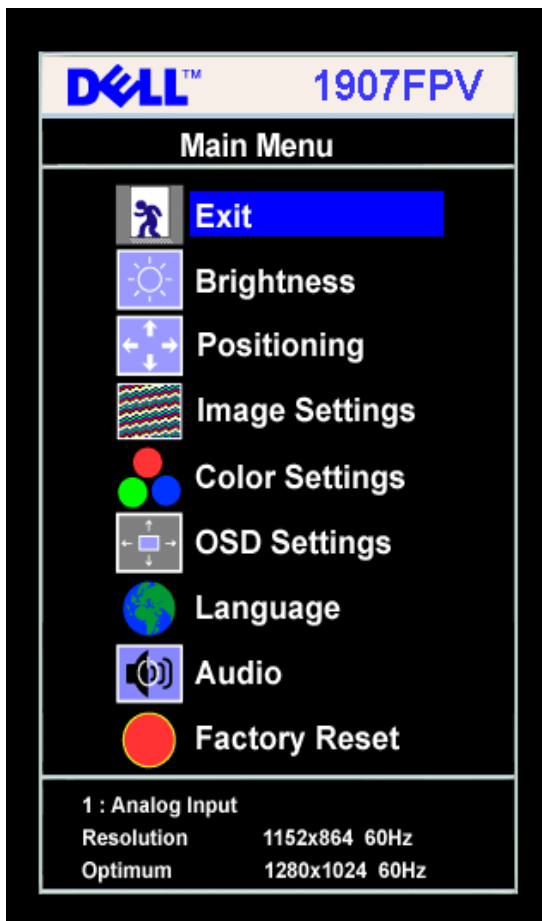 DELL™ 1907FPV
Main Menu
Exit
Brightness
Positioning
Image Settings
Color Settings
OSD Settings
Language
Audio
Factory Reset
1 : Analog Input
Resolution 1152x864 60Hz
Optimum 1280x1024 60Hz